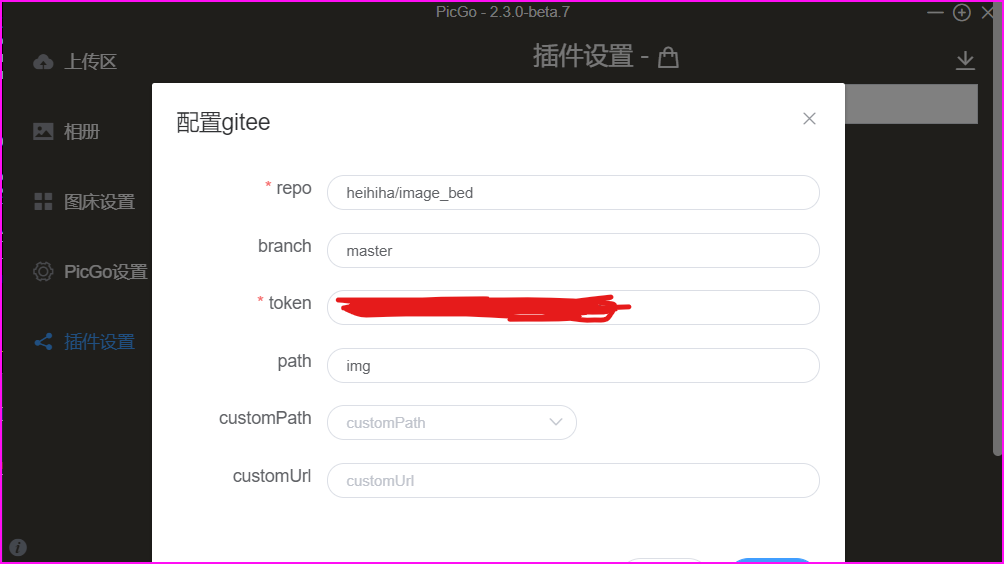 PicGo - 2.3.0-beta.7
上传区
插件设置 -
相册
图床设置
PicGo设置
插件设置
配置gitee
* repo
heihiha/image_bed
branch
master
* token
path
img
customPath
customPath
customUrl
customUrl